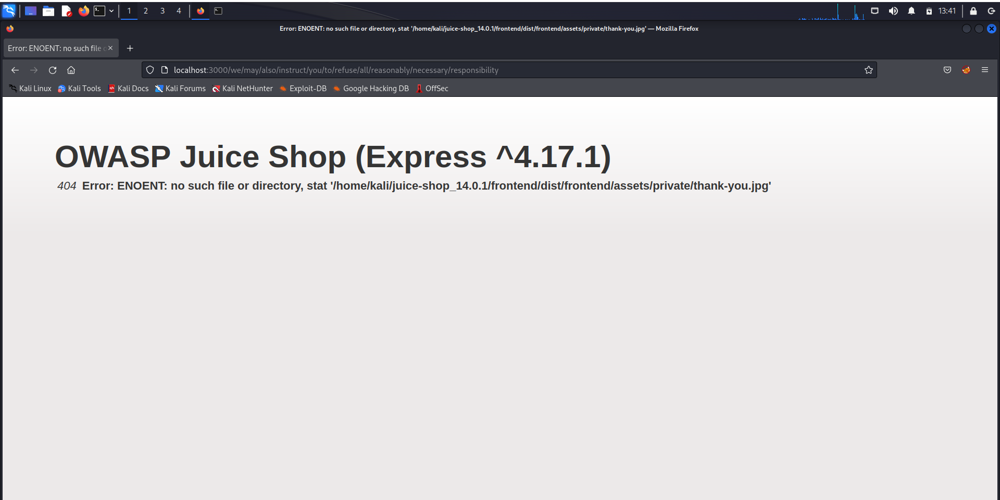 1 2 3 4
13:41
Error: ENOENT: no such file or directory, stat '/home/kali/juice-shop_14.0.1/frontend/dist/frontend/assets/private/thank-you.jpg' — Mozilla Firefox
Error: ENOENT: no such file
localhost:3000/we/may/also/instruct/you/to/refuse/all/reasonably/necessary/responsibility
Kali Linux Kali Tools Kali Docs Kali Forums Kali NetHunter Exploit-DB Google Hacking DB OffSec
OWASP Juice Shop (Express ^4.17.1)
404 Error: ENOENT: no such file or directory, stat '/home/kali/juice-shop_14.0.1/frontend/dist/frontend/assets/private/thank-you.jpg'